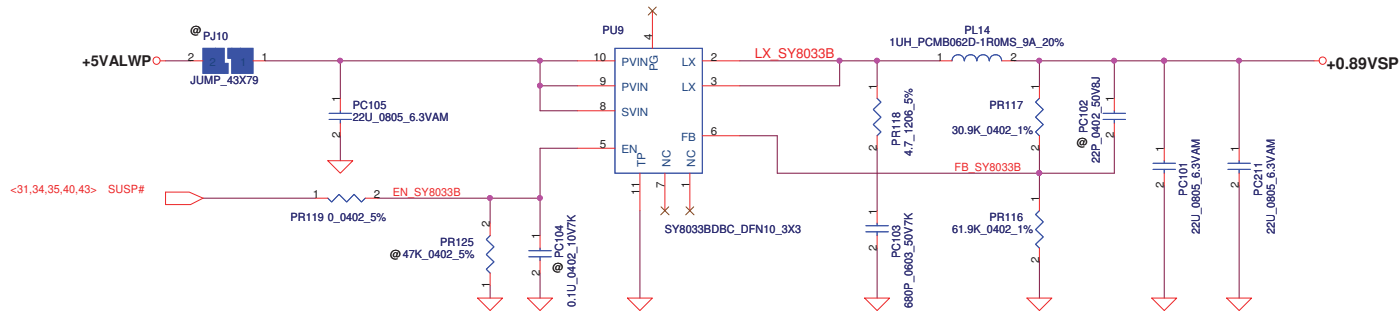 @
PJ10
+5VALWP
2
2
1
1
JUMP_43X79
1
PC105
22U_0805_6.3VAM
2
PU9
4
PG
10
PVIN
9
PVIN
8
SVIN
5
EN
TP
11
NC
7
NC
1
LX
2
LX
3
FB
6
SY8033BDBC_DFN10_3X3
LX_SY8033B
PL14
1UH_PCMB062D-1R0MS_9A_20%
1
2
+0.89VSP
1
2
PR118
4.7_1206_5%
1
2
PC103
680P_0603_50V7K
1
PR117
30.9K_0402_1%
2
1
2
@ PC102
22P_0402_50V8J
FB_SY8033B
1
PR116
61.9K_0402_1%
2
1
2
PC101
22U_0805_6.3VAM
1
2
PC211
22U_0805_6.3VAM
<31,34,35,40,43> SUSP#
1
2
PR119 0_0402_5%
EN_SY8033B
2
PR125
@ 47K_0402_5%
1
1
2
@ PC104
0.1U_0402_10V7K